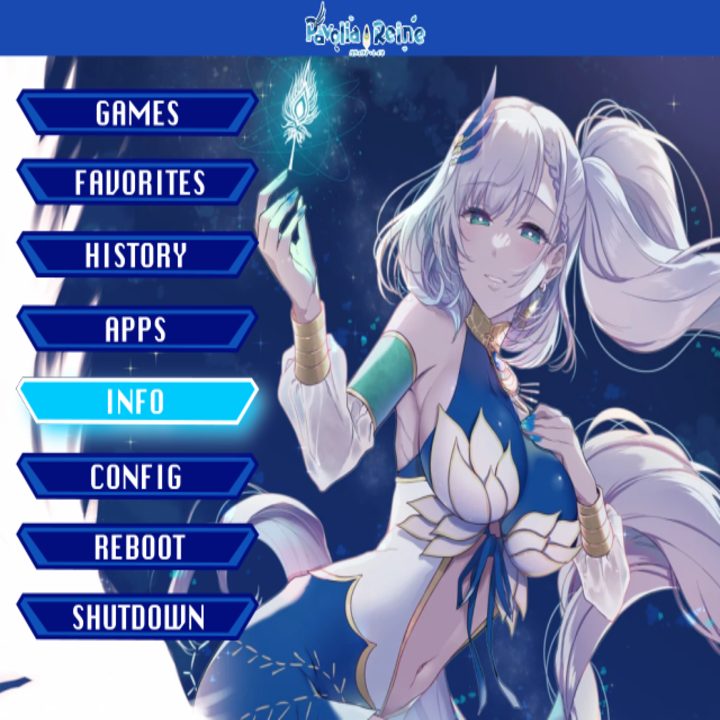 Pavolia Reine
GAMES
FAVORITES
HISTORY
APPS
INFO
CONFIG
REBOOT
SHUTDOWN